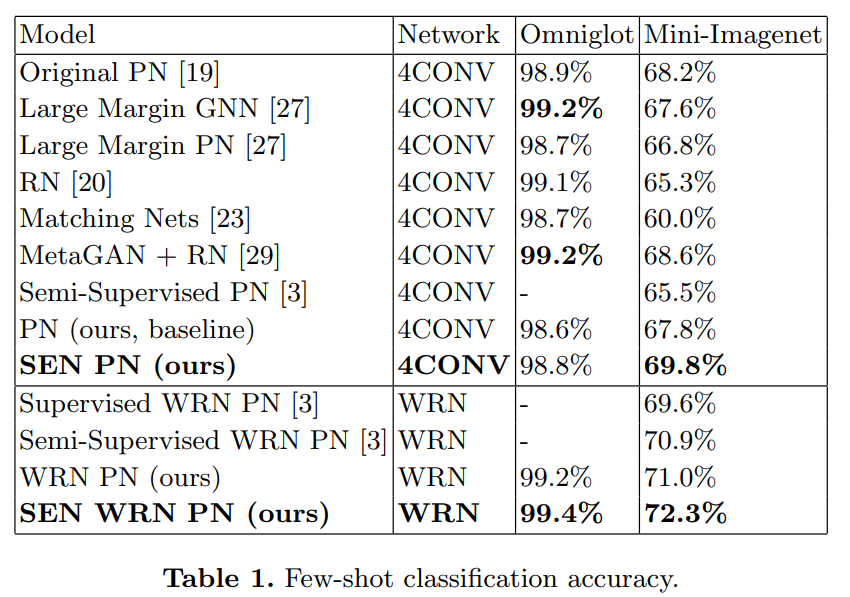 Model Network Omniglot Mini-Imagenet
Original PN [19] 4CONV 98.9% 68.2%
Large Margin GNN [27] 4CONV 99.2% 67.6%
Large Margin PN [27] 4CONV 98.7% 66.8%
RN [20] 4CONV 99.1% 65.3%
Matching Nets [23] 4CONV 98.7% 60.0%
MetaGAN + RN [29] 4CONV 99.2% 68.6%
Semi-Supervised PN [3] 4CONV - 65.5%
PN (ours, baseline) 4CONV 98.6% 67.8%
SEN PN (ours) 4CONV 98.8% 69.8%
Supervised WRN PN [3] WRN - 69.6%
Semi-Supervised WRN PN [3] WRN - 70.9%
WRN PN (ours) WRN 99.2% 71.0%
SEN WRN PN (ours) WRN 99.4% 72.3%
Table 1. Few-shot classification accuracy.